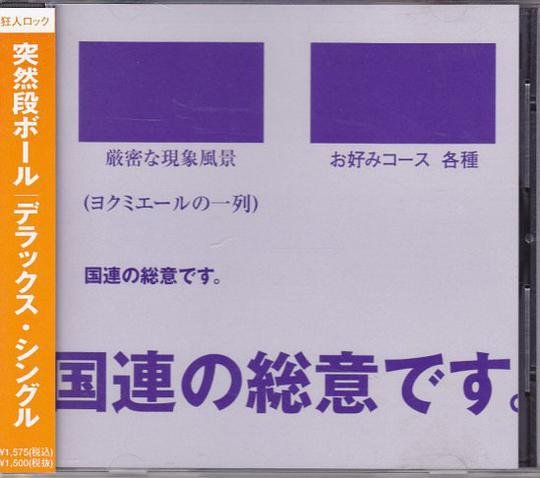 狂人ロック
突然段ボール
デラックス・シングル
¥1,575(税込)
¥1,500(税抜)
厳密な現象風景
お好みコース 各種
(ヨクミエールの一列)
国連の総意です。
国連の総意です。